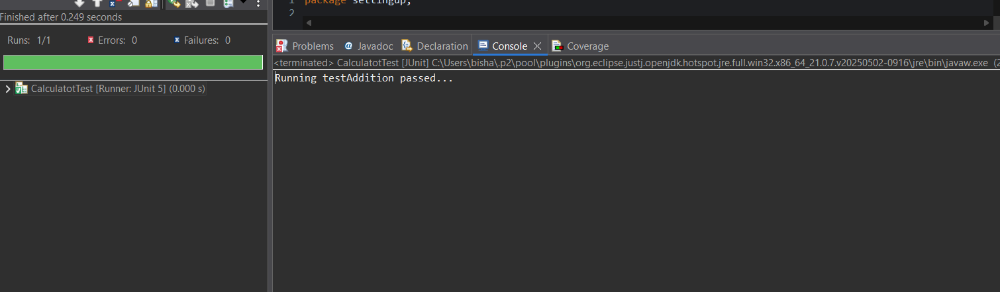 1 package settingup;
2
Finished after 0.249 seconds
Runs: 1/1 Errors: 0 Failures: 0
Problems Javadoc Declaration Console Coverage
<terminated> CalculatotTest [JUnit] C:\Users\bisha\.p2\pool\plugins\org.eclipse.justj.openjdk.hotspot.jre.full.win32.x86_64_21.0.7.v20250502-0916\jre\bin\javaw.exe (2
Running testAddition passed...
CalculatotTest [Runner: JUnit 5] (0.000 s)